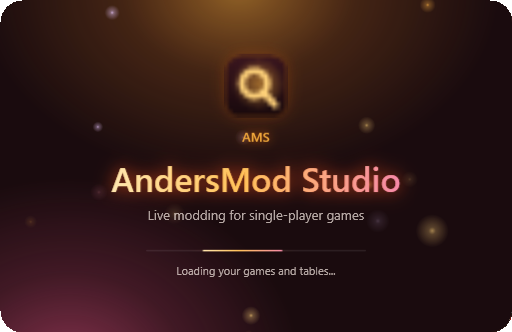 AMS
AndersMod Studio
Live modding for single-player games
Loading your games and tables...